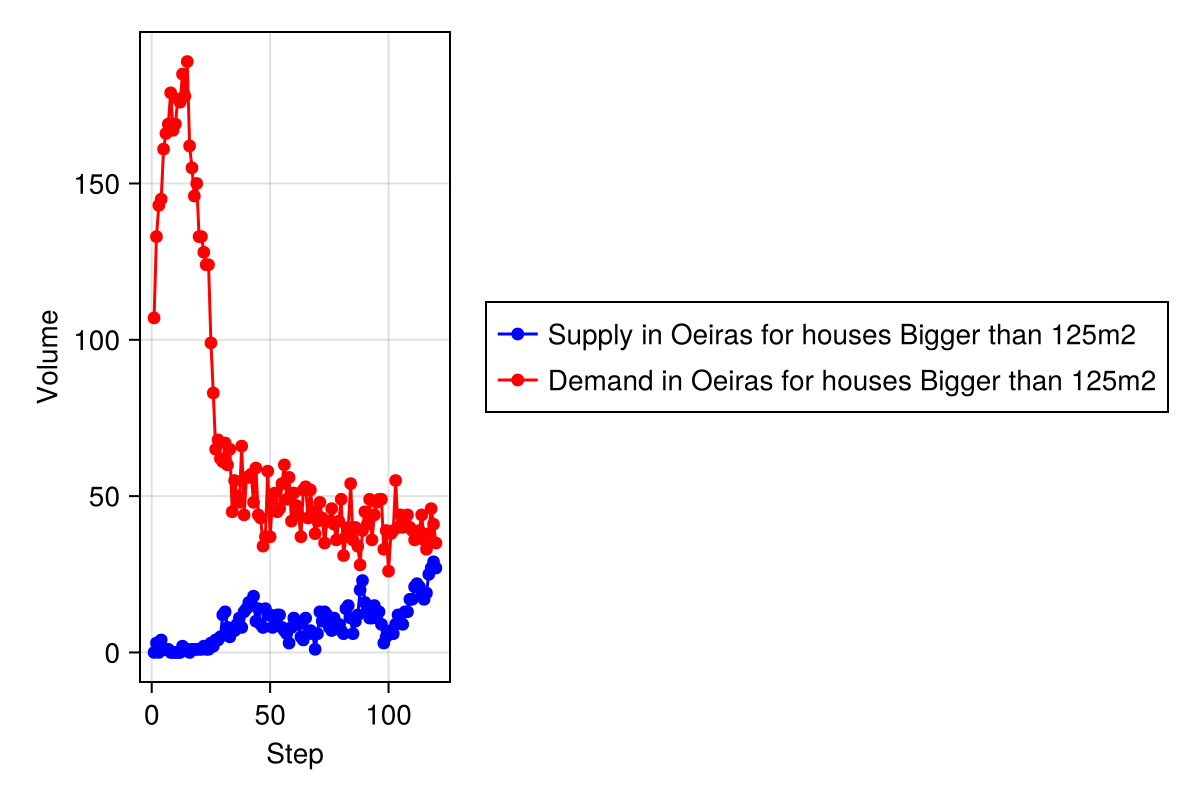 Volume
150
100
50
0
0 50 100
Step
Supply in Oeiras for houses Bigger than 125m2
Demand in Oeiras for houses Bigger than 125m2